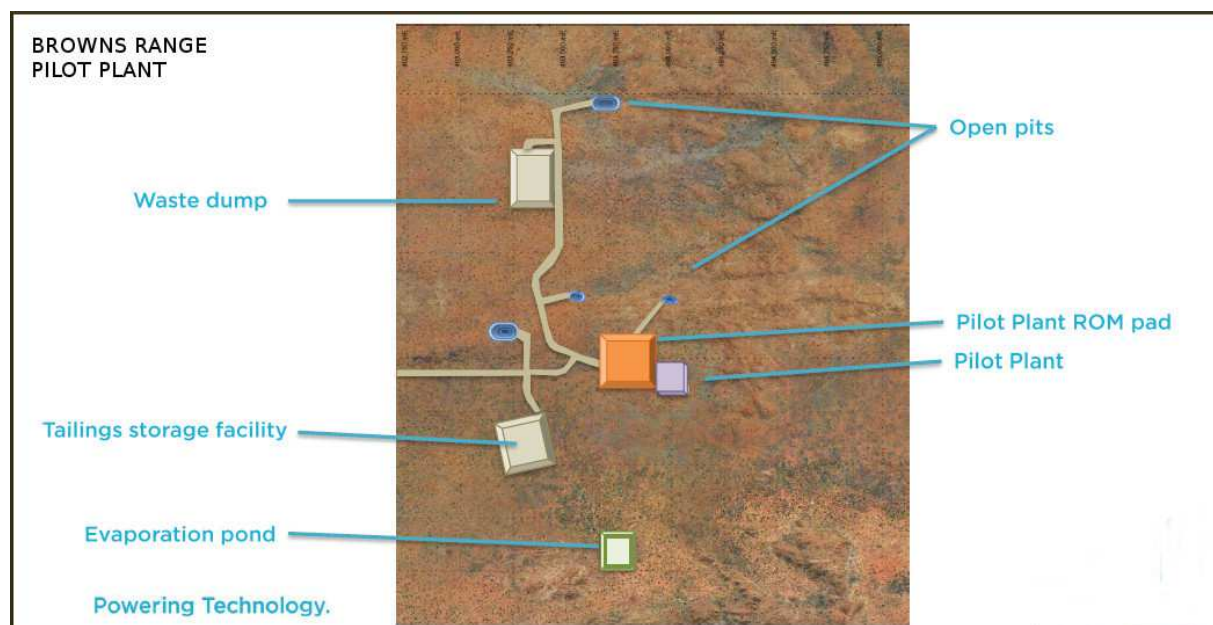 BROWNS RANGE
PILOT PLANT
Open pits
Waste dump
Pilot Plant ROM pad
Pilot Plant
Tailings storage facility
Evaporation pond
Powering Technology.